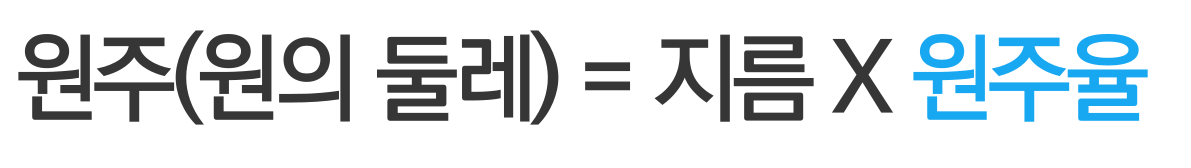 원주(원의 둘레) = 지름 X 원주율